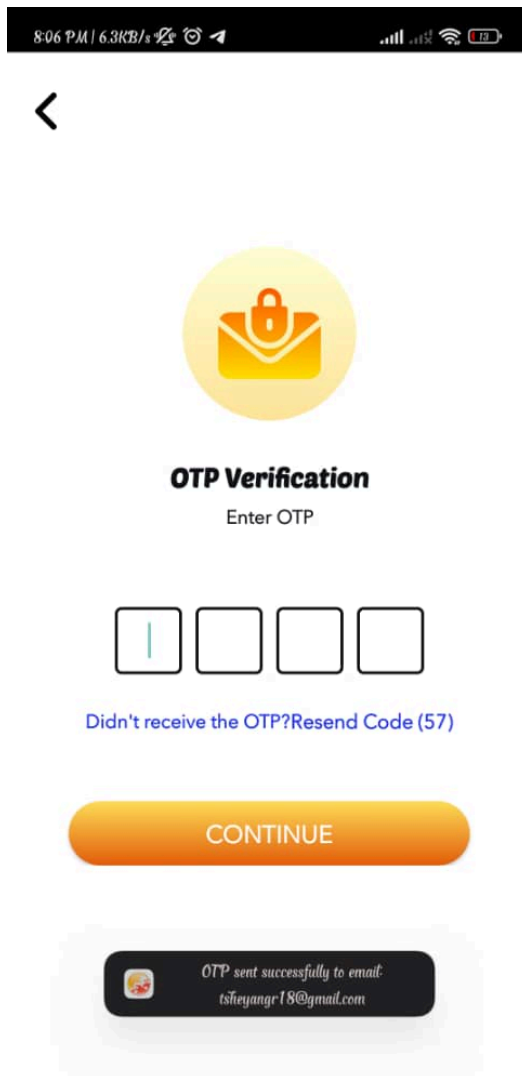 8:06 PM | 6.3KB/s
13
OTP Verification
Enter OTP
Didn't receive the OTP?Resend Code (57)
CONTINUE
OTP sent successfully to email:
tsheyangr18@gmail.com